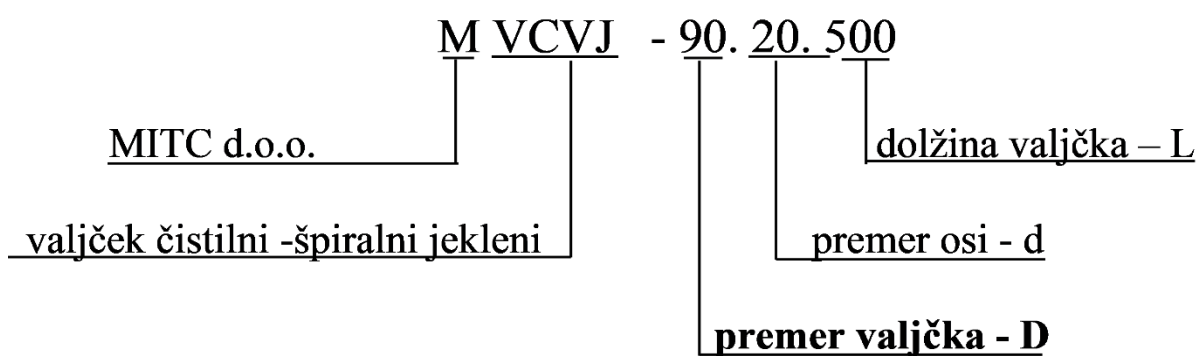 M VCVJ - 90. 20. 500
MITC d.o.o.
dolžina valjčka – L
valjček čistilni -špiralni jekleni
premer osi - d
premer valjčka - D